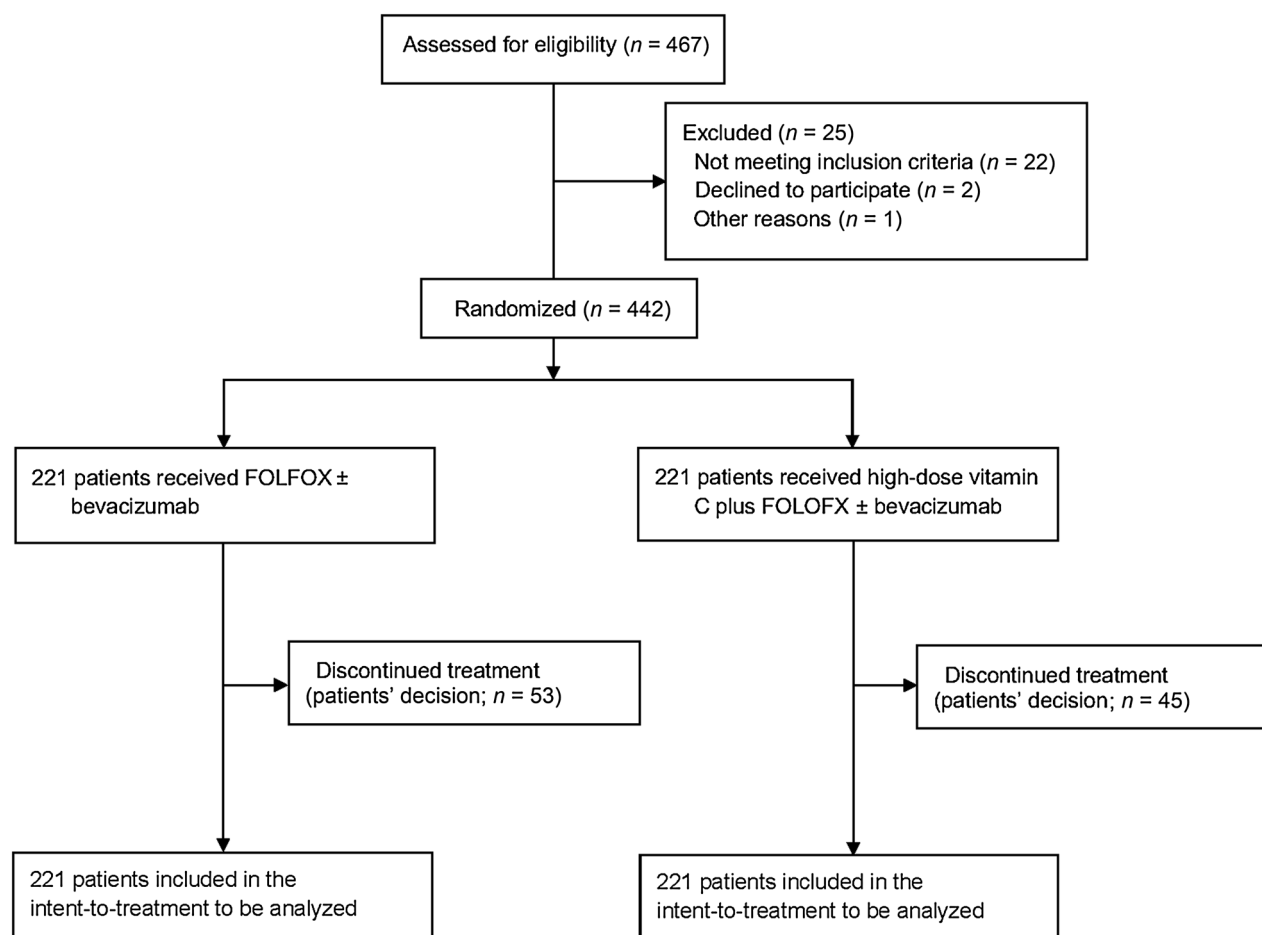 Assessed for eligibility (n = 467)
Excluded (n = 25)
Not meeting inclusion criteria (n = 22)
Declined to participate (n = 2)
Other reasons (n = 1)
Randomized (n = 442)
221 patients received FOLFOX ±
bevacizumab
221 patients received high-dose vitamin
C plus FOLOFX ± bevacizumab
Discontinued treatment
(patients’ decision; n = 53)
Discontinued treatment
(patients’ decision; n = 45)
221 patients included in the
intent-to-treatment to be analyzed
221 patients included in the
intent-to-treatment to be analyzed